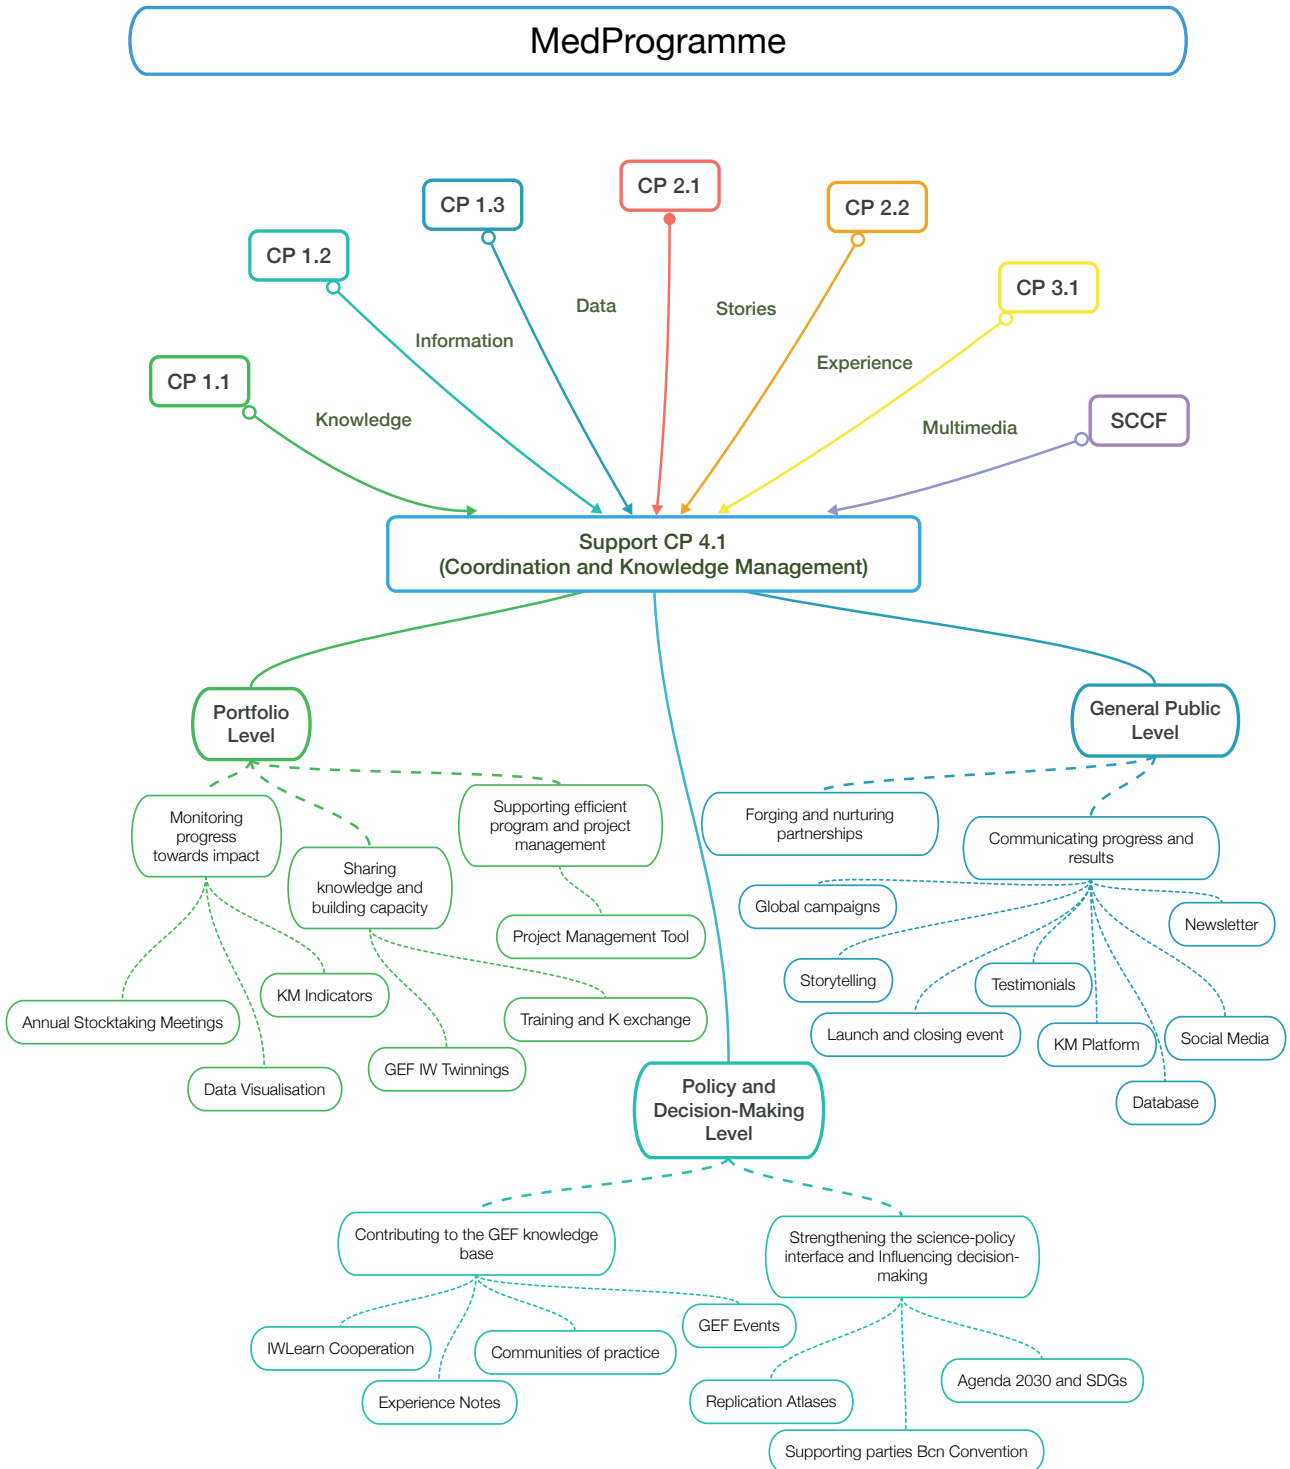 MedProgramme
CP 2.1
CP 1.3
CP 2.2
CP 1.2
CP 3.1
Data
Stories
Information
Experience
CP 1.1
Knowledge
Multimedia
SCCF
Support CP 4.1
(Coordination and Knowledge Management)
Portfolio
Level
General Public
Level
Monitoring
progress
towards impact
Supporting efficient
program and project
management
Sharing
knowledge and
building capacity
Project Management Tool
KM Indicators
Annual Stocktaking Meetings
Training and K exchange
GEF IW Twinnings
Data Visualisation
Forging and nurturing
partnerships
Communicating progress and
results
Global campaigns
Newsletter
Storytelling
Testimonials
Launch and closing event
KM Platform
Social Media
Database
Policy and
Decision-Making
Level
Contributing to the GEF knowledge
base
Strengthening the science-policy
interface and Influencing decision-
making
GEF Events
IWLearn Cooperation
Communities of practice
Experience Notes
Agenda 2030 and SDGs
Replication Atlases
Supporting parties Bcn Convention